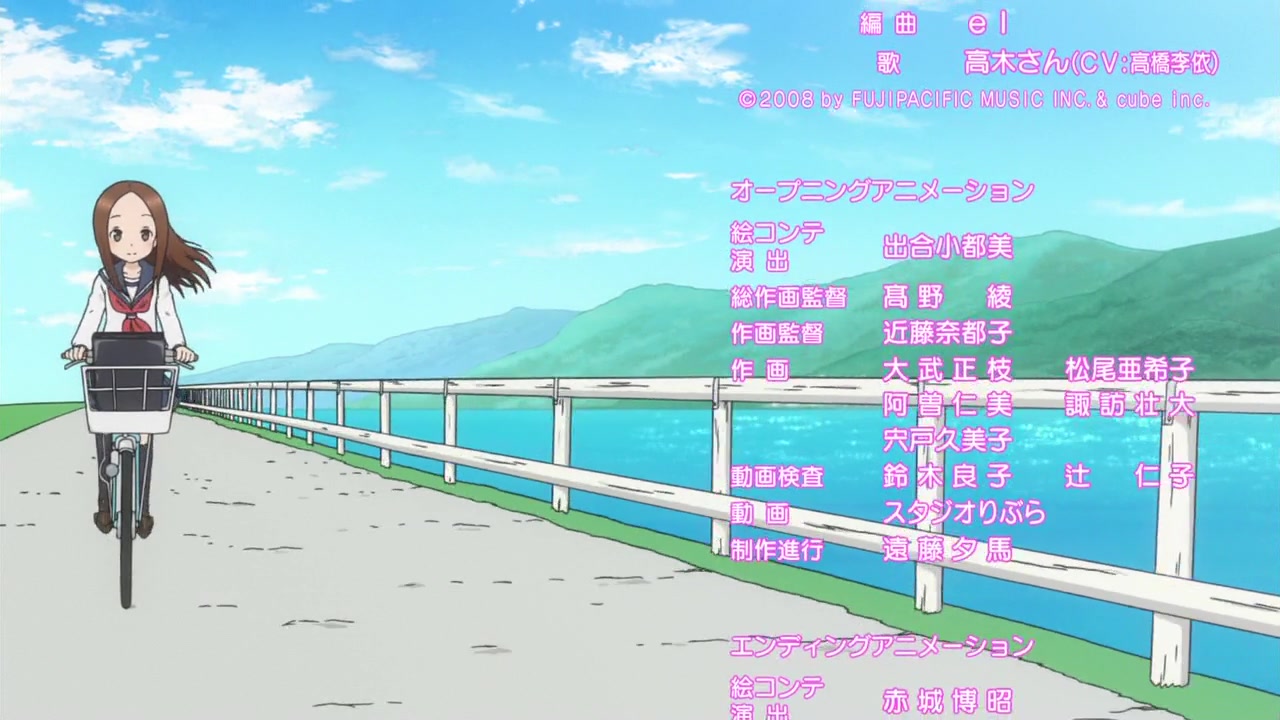 編曲 el
歌 高木さん(CV:高橋李依)
©2008 by FUJIPACIFIC MUSIC INC. & cube inc.
オープニングアニメーション
絵コンテ
演出 出合小都美
総作画監督 髙野 綾
作画監督 近藤奈都子
作画 大武正枝 松尾亜希子
阿曽仁美 諏訪壮大
宍戸久美子
動画検査 鈴木良子 辻 仁子
動画 スタジオりぶら
制作進行 遠藤夕馬
エンディングアニメーション
絵コンテ
演出 赤城博昭